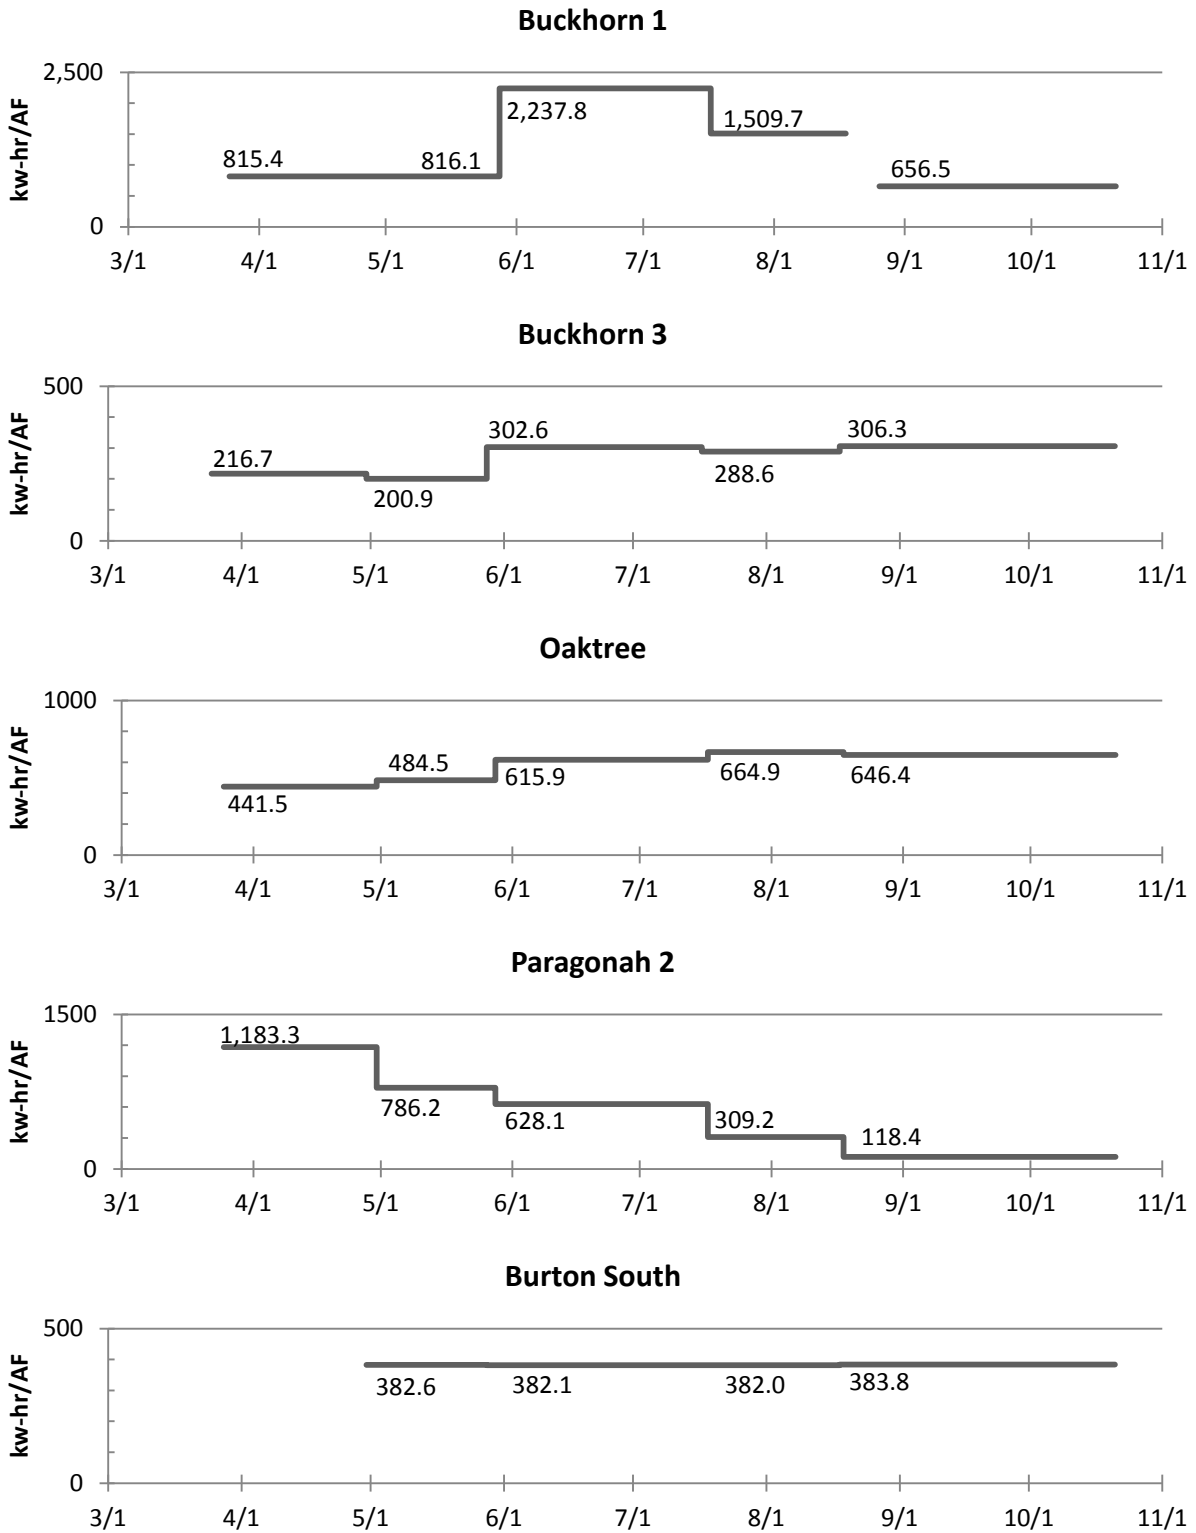 Buckhorn 1
kw-hr/AF
2,500
0
815.4
816.1
2,237.8
1,509.7
656.5
3/1 4/1 5/1 6/1 7/1 8/1 9/1 10/1 11/1
Buckhorn 3
kw-hr/AF
500
0
216.7
200.9
302.6
288.6
306.3
3/1 4/1 5/1 6/1 7/1 8/1 9/1 10/1 11/1
Oaktree
kw-hr/AF
1000
0
441.5
484.5
615.9
664.9
646.4
3/1 4/1 5/1 6/1 7/1 8/1 9/1 10/1 11/1
Paragonah 2
kw-hr/AF
1500
0
1,183.3
786.2
628.1
309.2
118.4
3/1 4/1 5/1 6/1 7/1 8/1 9/1 10/1 11/1
Burton South
kw-hr/AF
500
0
382.6
382.1
382.0
383.8
3/1 4/1 5/1 6/1 7/1 8/1 9/1 10/1 11/1